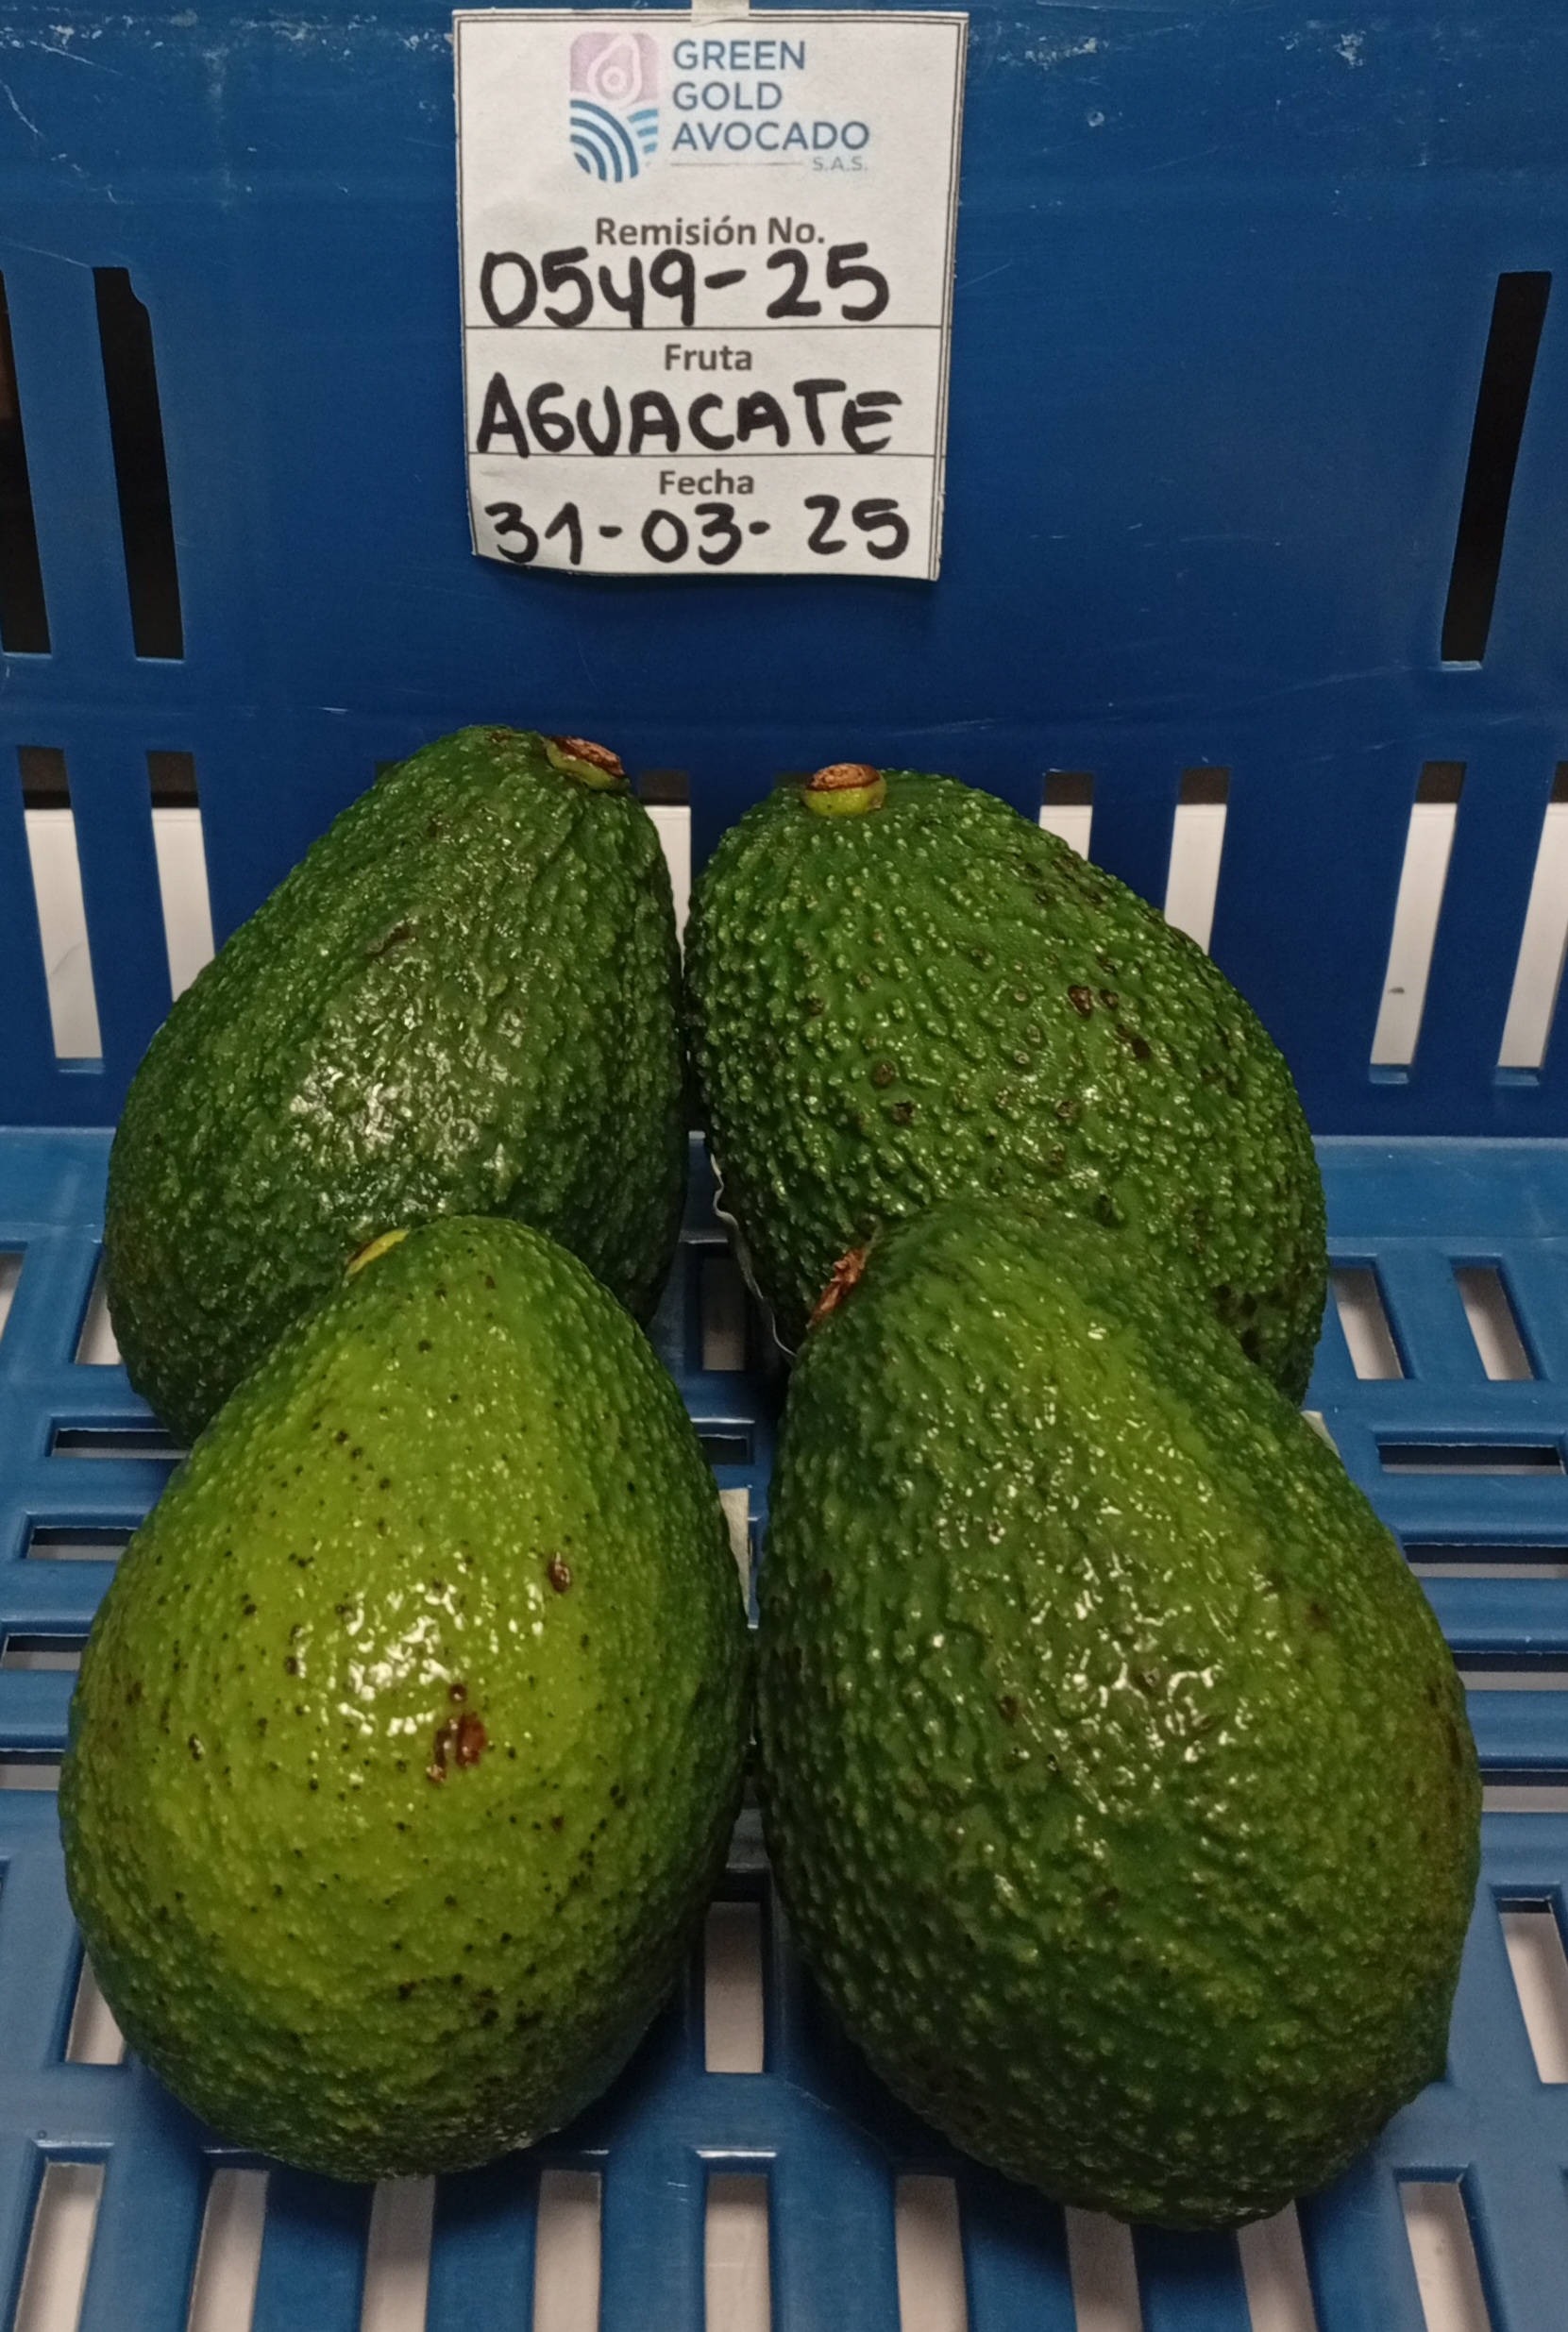 GREEN
GOLD
AVOCADO
S.A.S.
Remisión No.
0549-25
Fruta
AGUACATE
Fecha
31-03-25